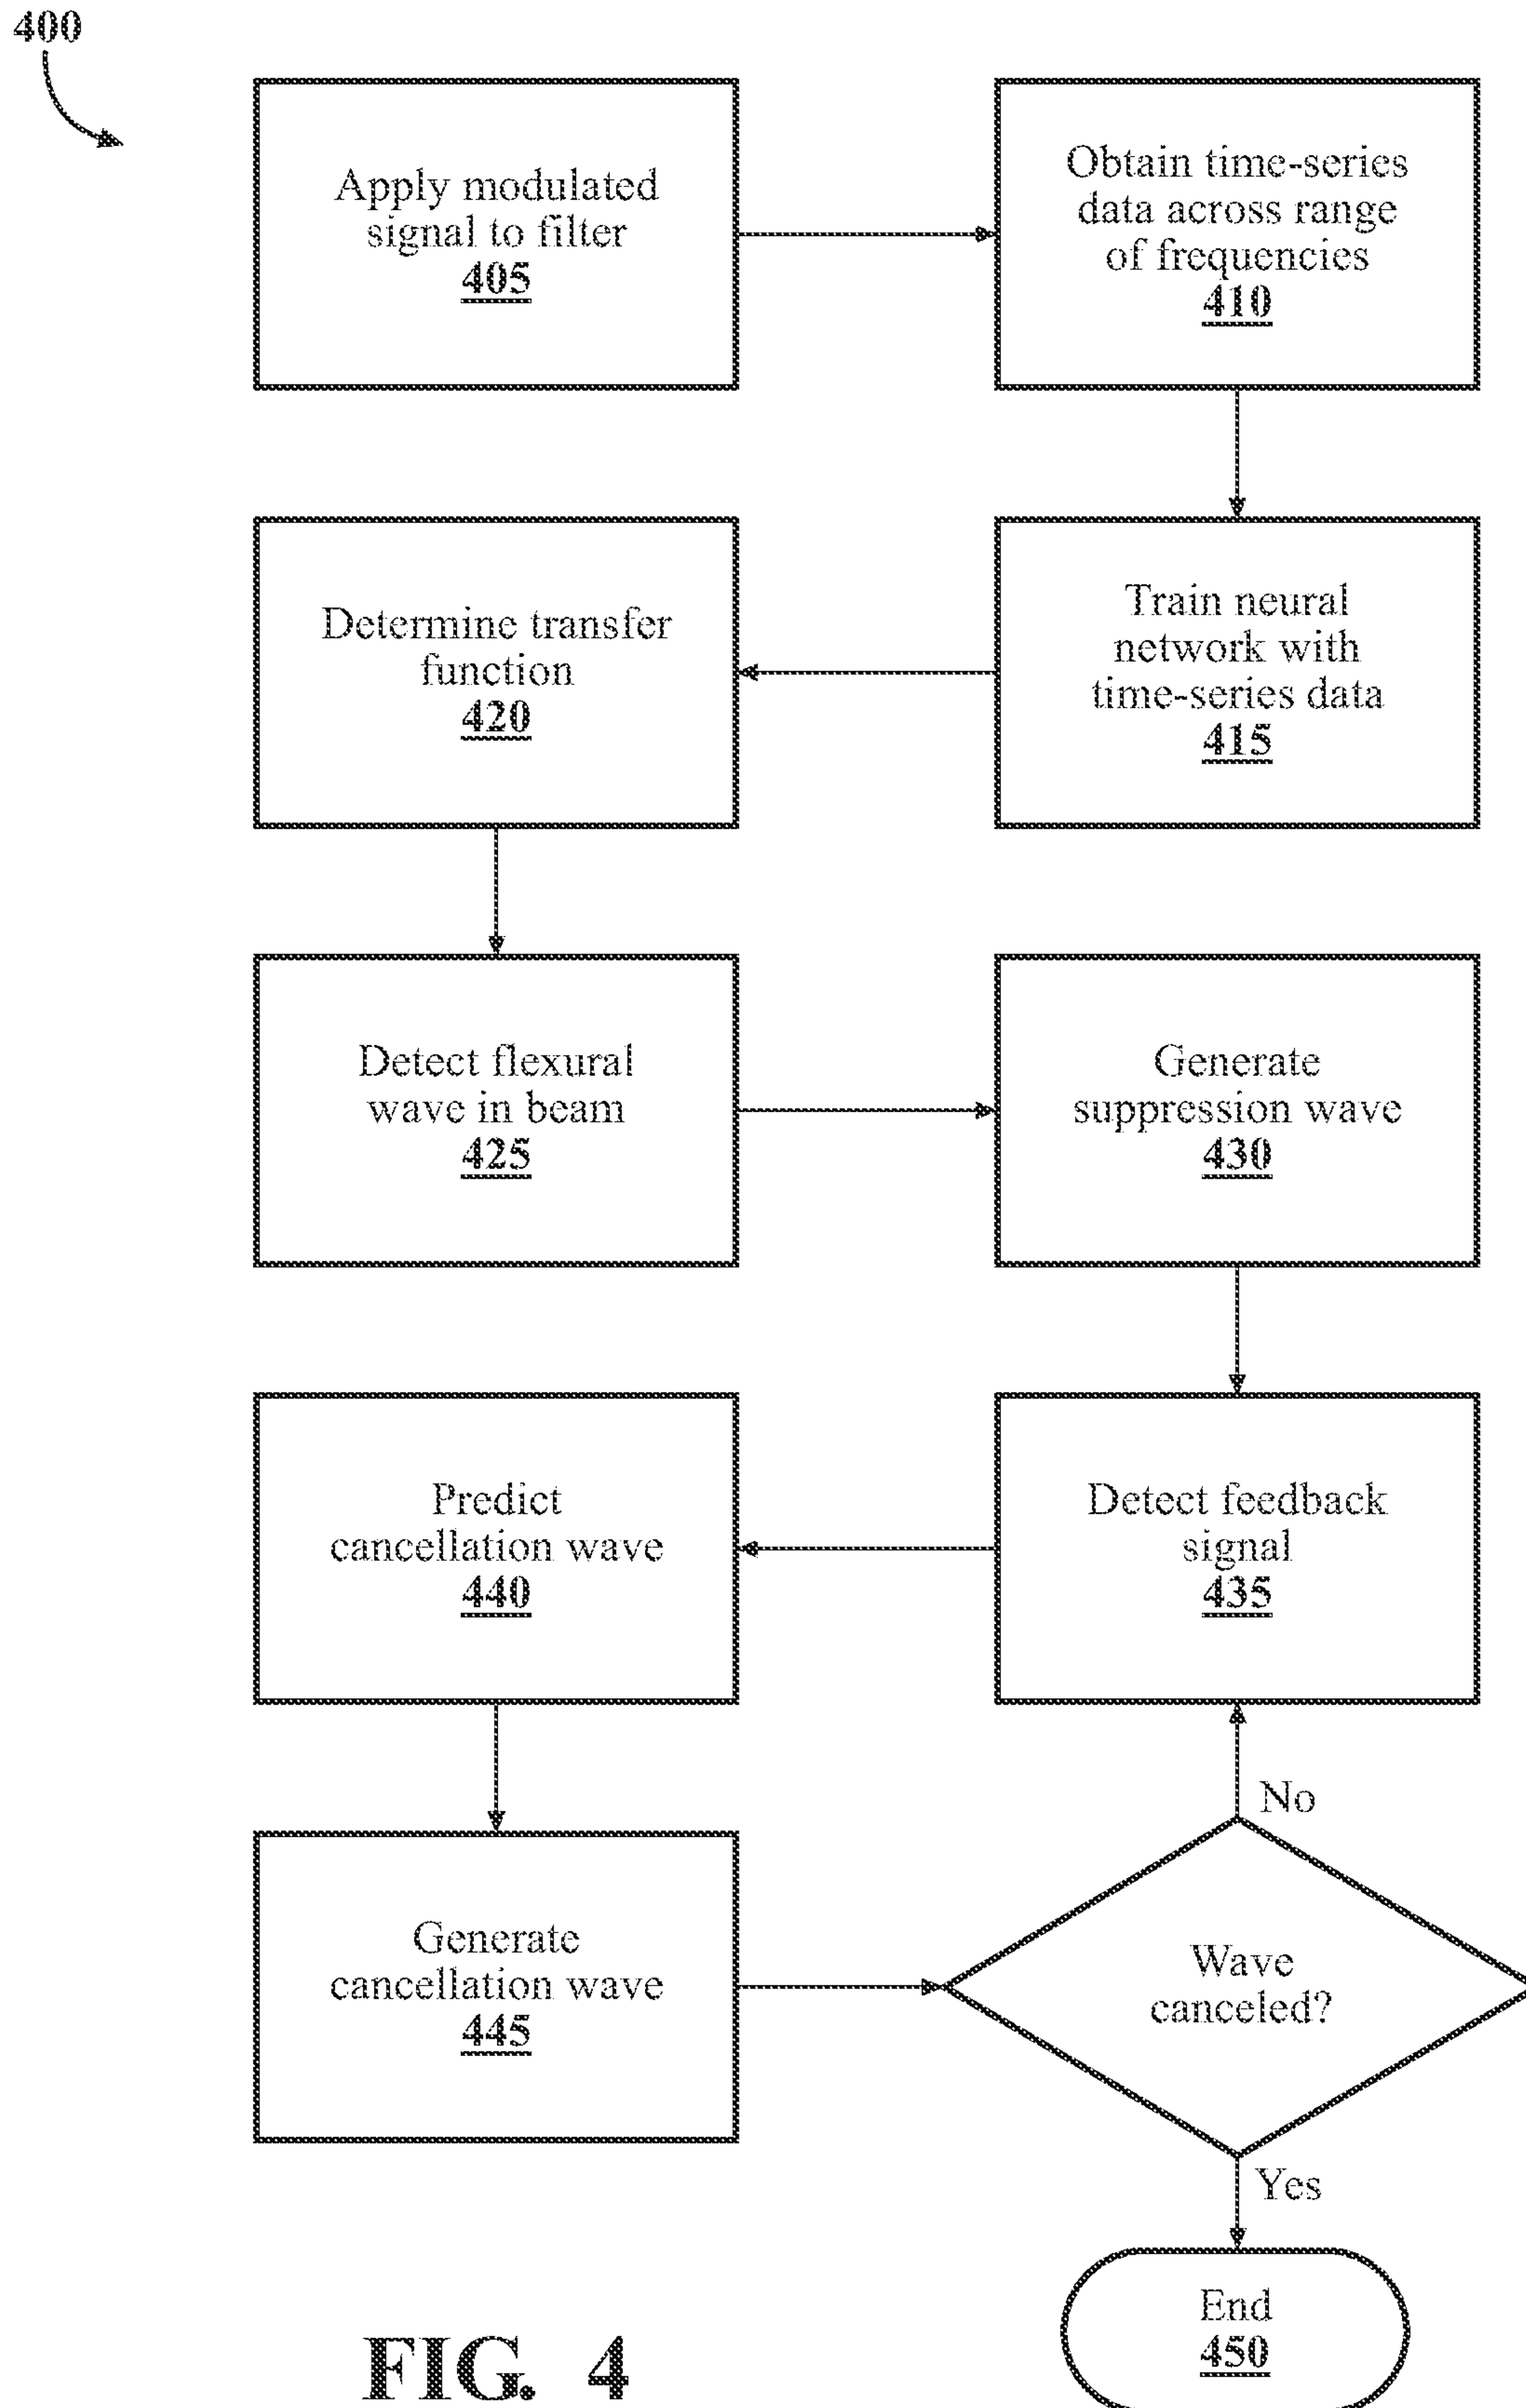 400
Apply modulated
signal to filter
405
Obtain time-series
data across range
of frequencies
410
Train neural
network with
time-series data
415
Determine transfer
function
420
Detect flexural
wave in beam
425
Generate
suppression wave
430
Detect feedback
signal
435
Predict
cancellation wave
440
Generate
cancellation wave
445
Wave
canceled?
No
Yes
End
450
FIG. 4